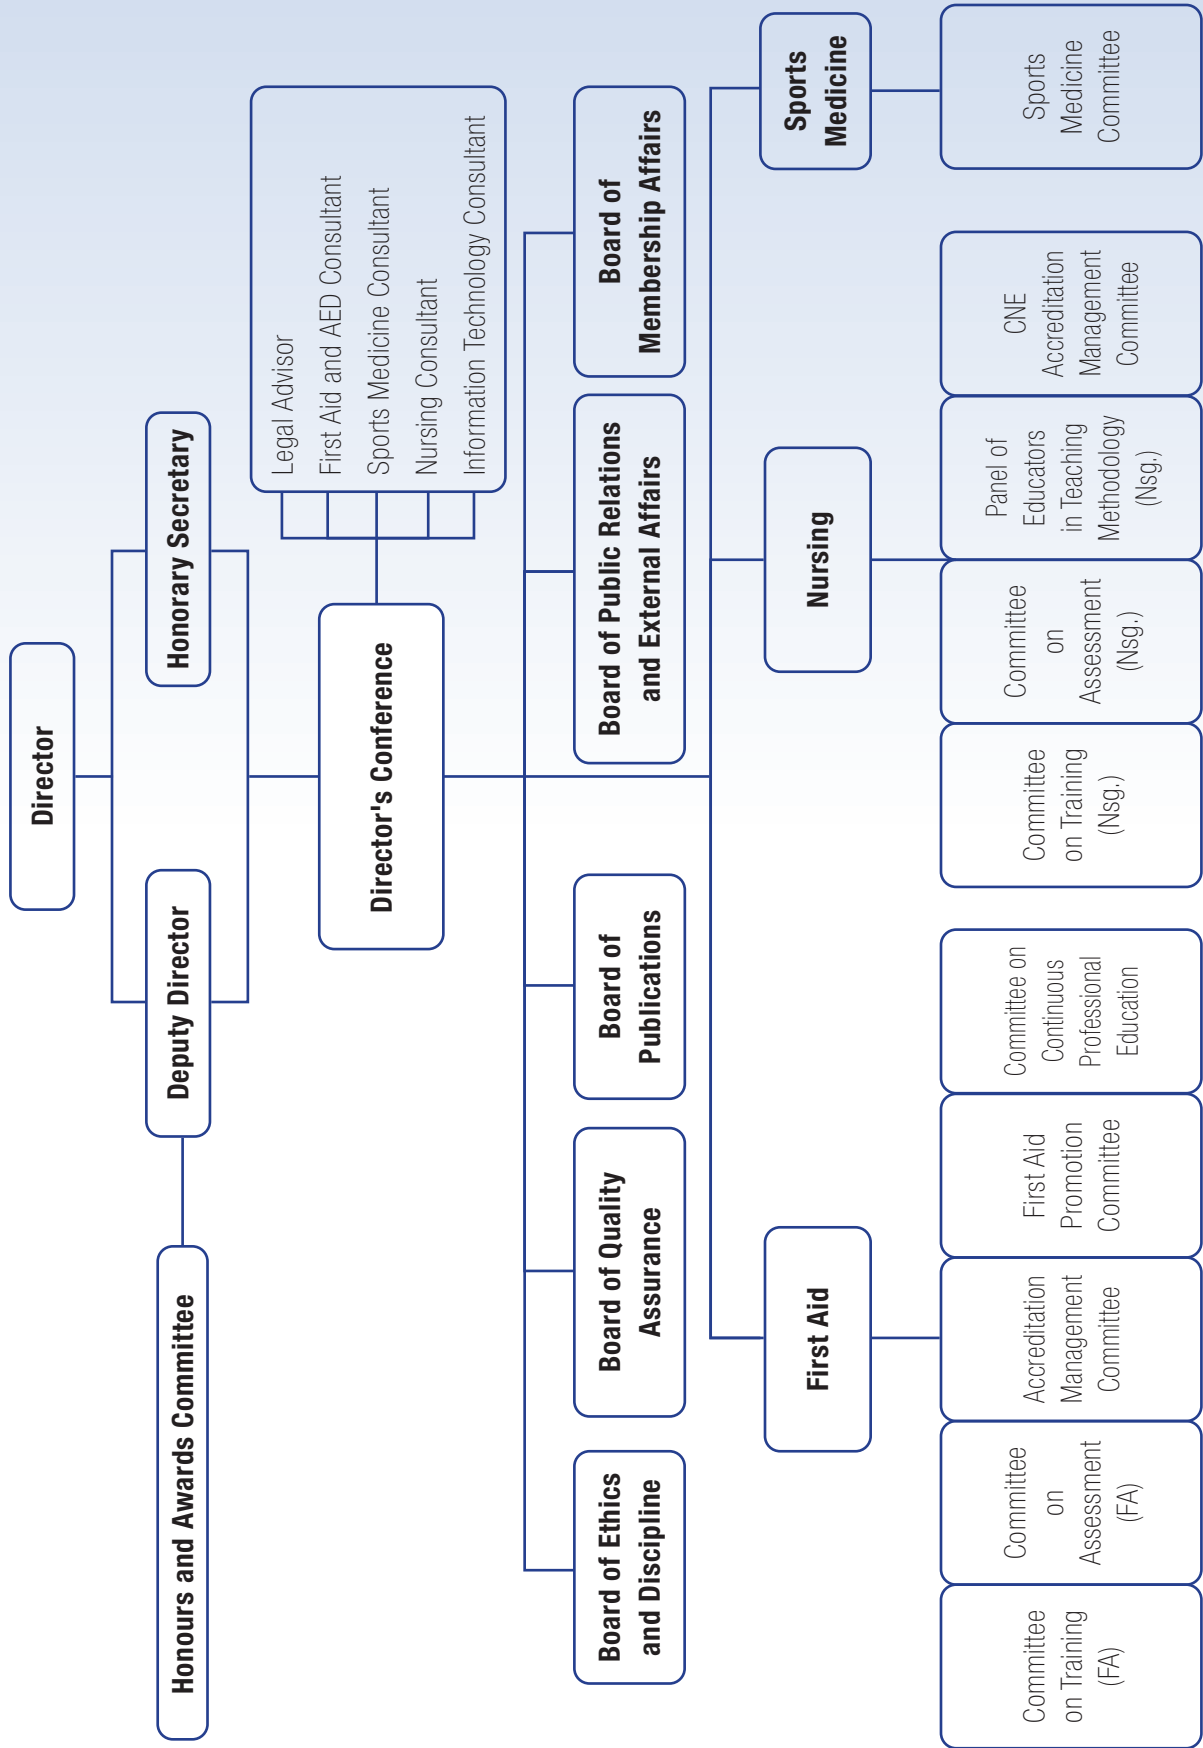 Director
Honours and Awards Committee
Deputy Director
Honorary Secretary
Director's Conference
Legal Advisor
First Aid and AED Consultant
Sports Medicine Consultant
Nursing Consultant
Information Technology Consultant
Board of Ethics
and Discipline
Board of Quality
Assurance
Board of
Publications
Board of Public Relations
and External Affairs
Board of
Membership Affairs
First Aid
Nursing
Sports
Medicine
Committee
on Training
(FA)
Committee
on
Assessment
(FA)
Accreditation
Management
Committee
First Aid
Promotion
Committee
Committee on
Continuous
Professional
Education
Committee
on Training
(Nsg.)
Committee
on
Assessment
(Nsg.)
Panel of
Educators
in Teaching
Methodology
(Nsg.)
CNE
Accreditation
Management
Committee
Sports
Medicine
Committee